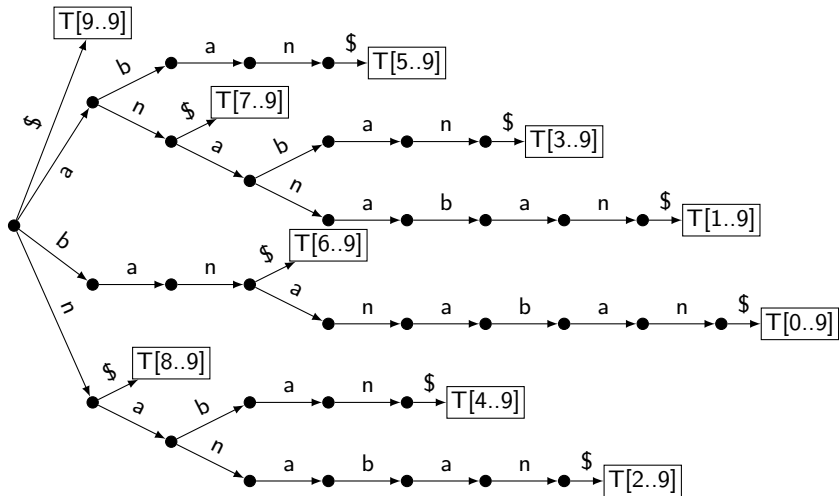 T[9..9]
$
a
b
a
n
$
T[5..9]
n
$
T[7..9]
a
b
a
n
$
T[3..9]
n
a
b
a
n
$
T[1..9]
b
a
n
$
T[6..9]
a
n
a
b
a
n
$
T[0..9]
n
$
T[8..9]
a
b
a
n
$
T[4..9]
n
a
b
a
n
$
T[2..9]